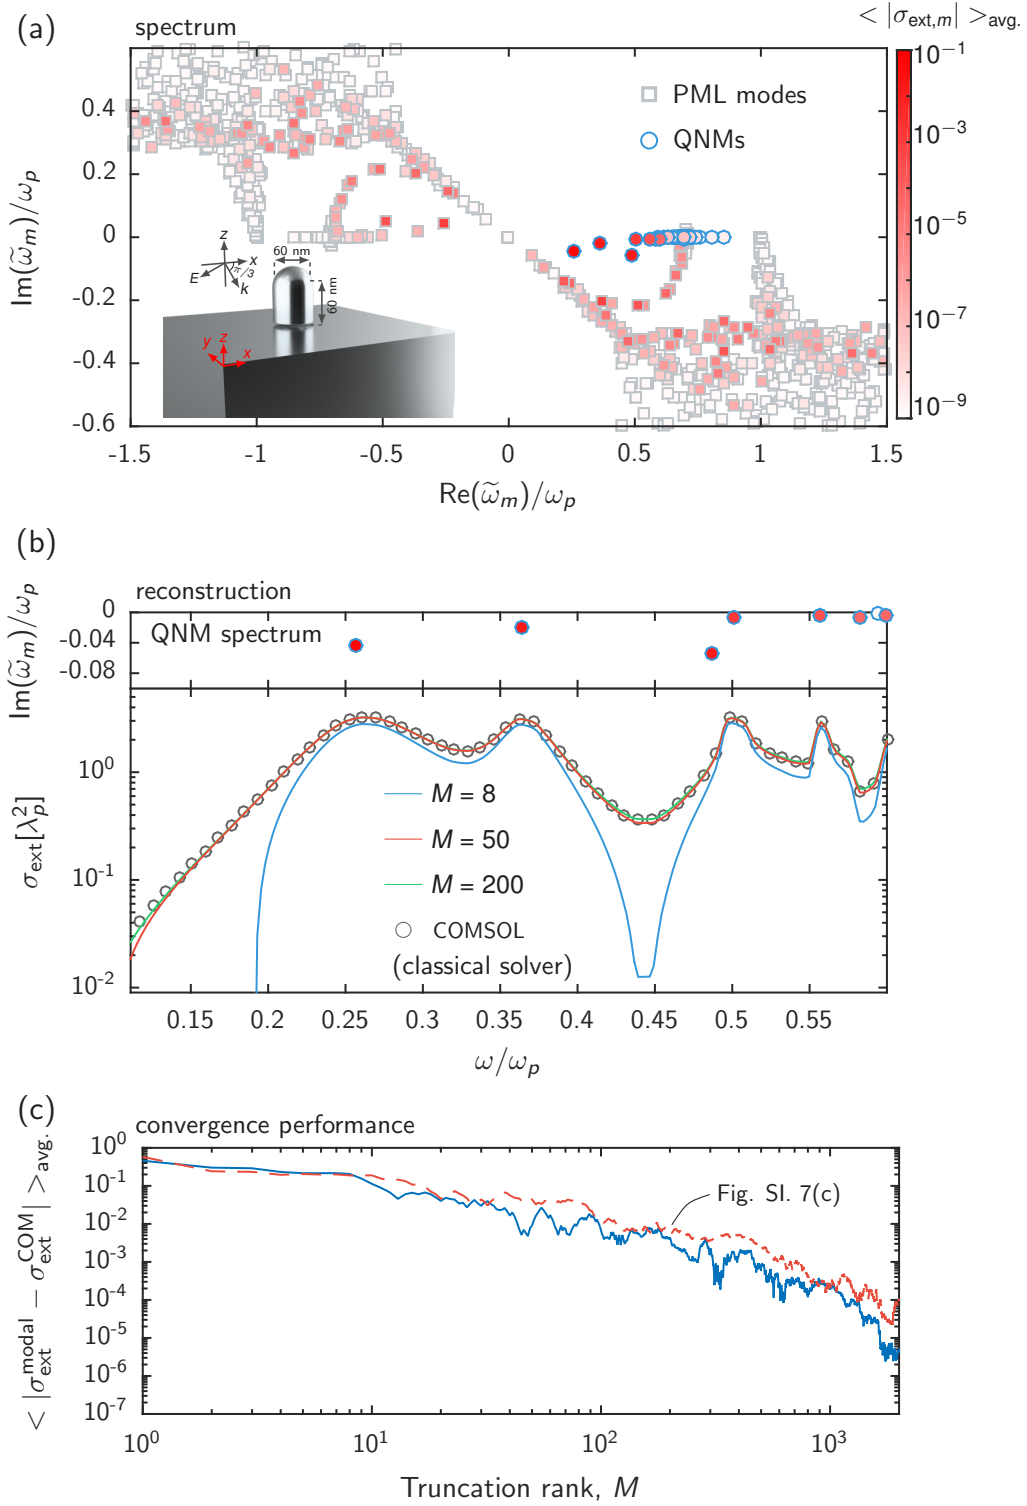 (a)
spectrum
< |σext,m| >avg.
10⁻¹
10⁻³
10⁻⁵
10⁻⁷
10⁻⁹
PML modes
QNMs
Im(ω̃m)/ωp
0.4
0.2
0
-0.2
-0.4
-0.6
z
x
E
k
π/3
60 nm
60 nm
y
z
x
-1.5
-1
-0.5
0
0.5
1
1.5
Re(ω̃m)/ωp
(b)
reconstruction
Im(ω̃m)/ωp
0
-0.04
-0.08
QNM spectrum
σext[λp²]
10⁰
10⁻¹
10⁻²
M = 8
M = 50
M = 200
COMSOL
(classical solver)
0.15
0.2
0.25
0.3
0.35
0.4
0.45
0.5
0.55
ω/ωp
(c)
convergence performance
< |σext^modal − σext^COM| >avg.
10⁰
10⁻¹
10⁻²
10⁻³
10⁻⁴
10⁻⁵
10⁻⁶
10⁻⁷
Fig. SI. 7(c)
10⁰
10¹
10²
10³
Truncation rank, M